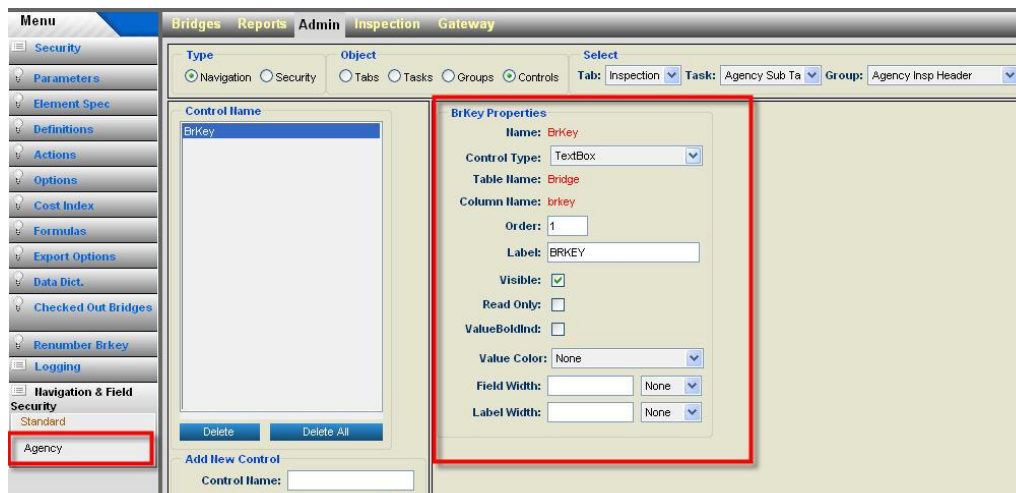 Menu
Bridges Reports Admin Inspection Gateway
Security
Parameters
Element Spec
Definitions
Actions
Options
Cost Index
Formulas
Export Options
Data Dict.
Checked Out Bridges
Renumber Brkey
Logging
Navigation & Field
Security
Standard
Agency
Type
Navigation Security
Object
Tabs Tasks Groups Controls
Select
Tab: Inspection Task: Agency Sub Ta Group: Agency Insp Header
Control Name
BrKey
Delete Delete All
Add New Control
Control Name:
BrKey Properties
Name: BrKey
Control Type: TextBox
Table Name: Bridge
Column Name: brkey
Order: 1
Label: BRKEY
Visible:
Read Only:
ValueBoldInd:
Value Color: None
Field Width: None
Label Width: None